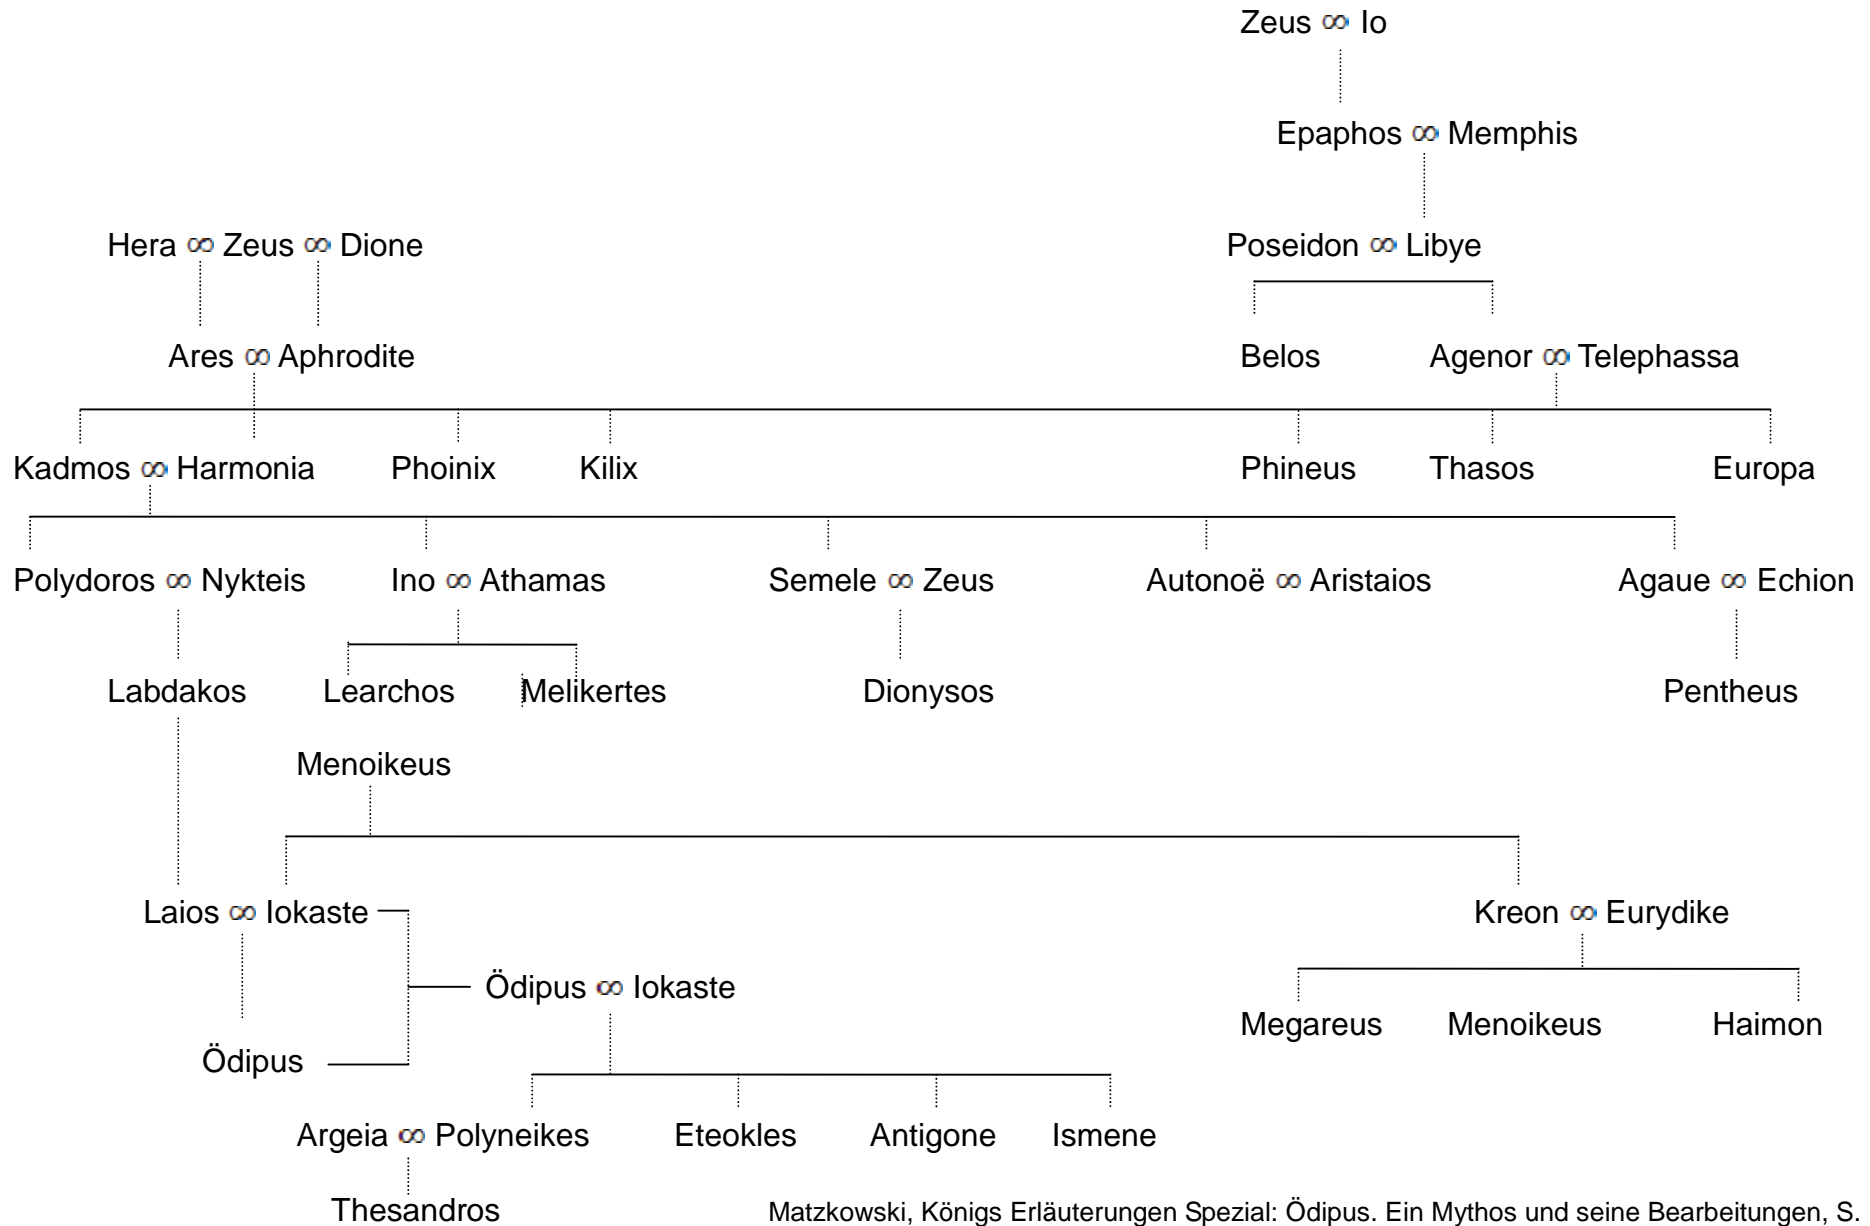 Zeus ∞ Io
Epaphos ∞ Memphis
Hera ∞ Zeus ∞ Dione Poseidon ∞ Libye
Ares ∞ Aphrodite Belos Agenor ∞ Telephassa
Kadmos ∞ Harmonia Phoinix Kilix Phineus Thasos Europa
Polydoros ∞ Nykteis Ino ∞ Athamas Semele ∞ Zeus Autonoë ∞ Aristaios Agaue ∞ Echion
Labdakos Learchos Melikertes Dionysos Pentheus
Menoikeus
Laios ∞ Iokaste Kreon ∞ Eurydike
Ödipus ∞ Iokaste
Megareus Menoikeus Haimon
Ödipus
Argeia ∞ Polyneikes Eteokles Antigone Ismene
Thesandros
Matzkowski, Königs Erläuterungen Spezial: Ödipus. Ein Mythos und seine Bearbeitungen, S.